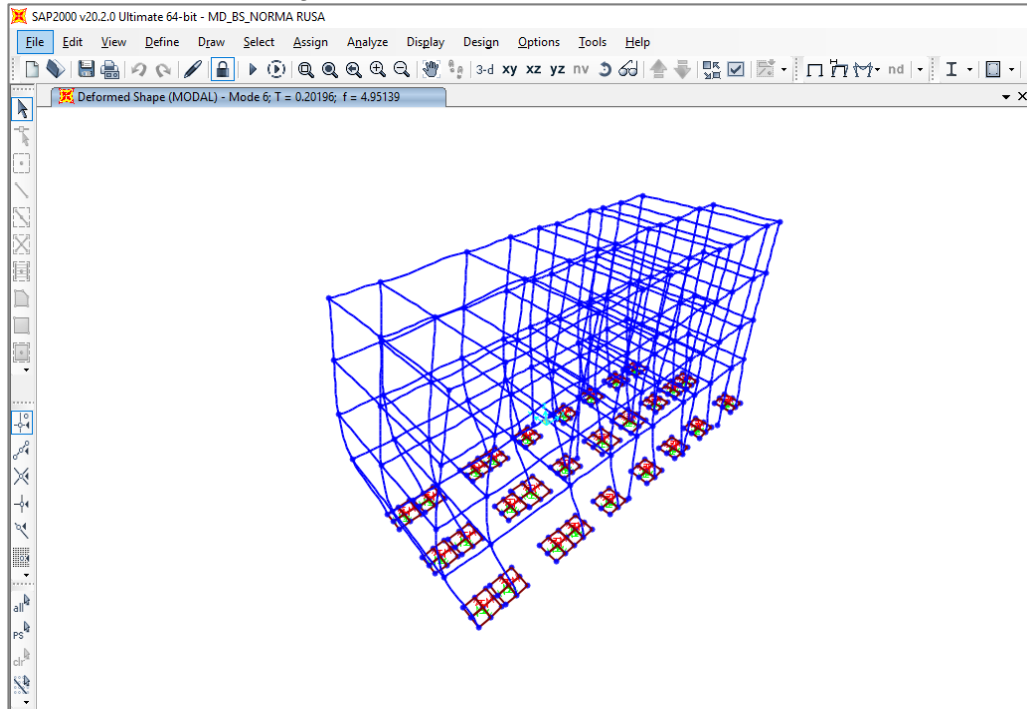 SAP2000 v20.2.0 Ultimate 64-bit - MD_BS_NORMA RUSA
File Edit View Define Draw Select Assign Analyze Display Design Options Tools Help
3-d xy xz yz nv nd
Deformed Shape (MODAL) - Mode 6; T = 0.20196; f = 4.95139
all
PS
clr